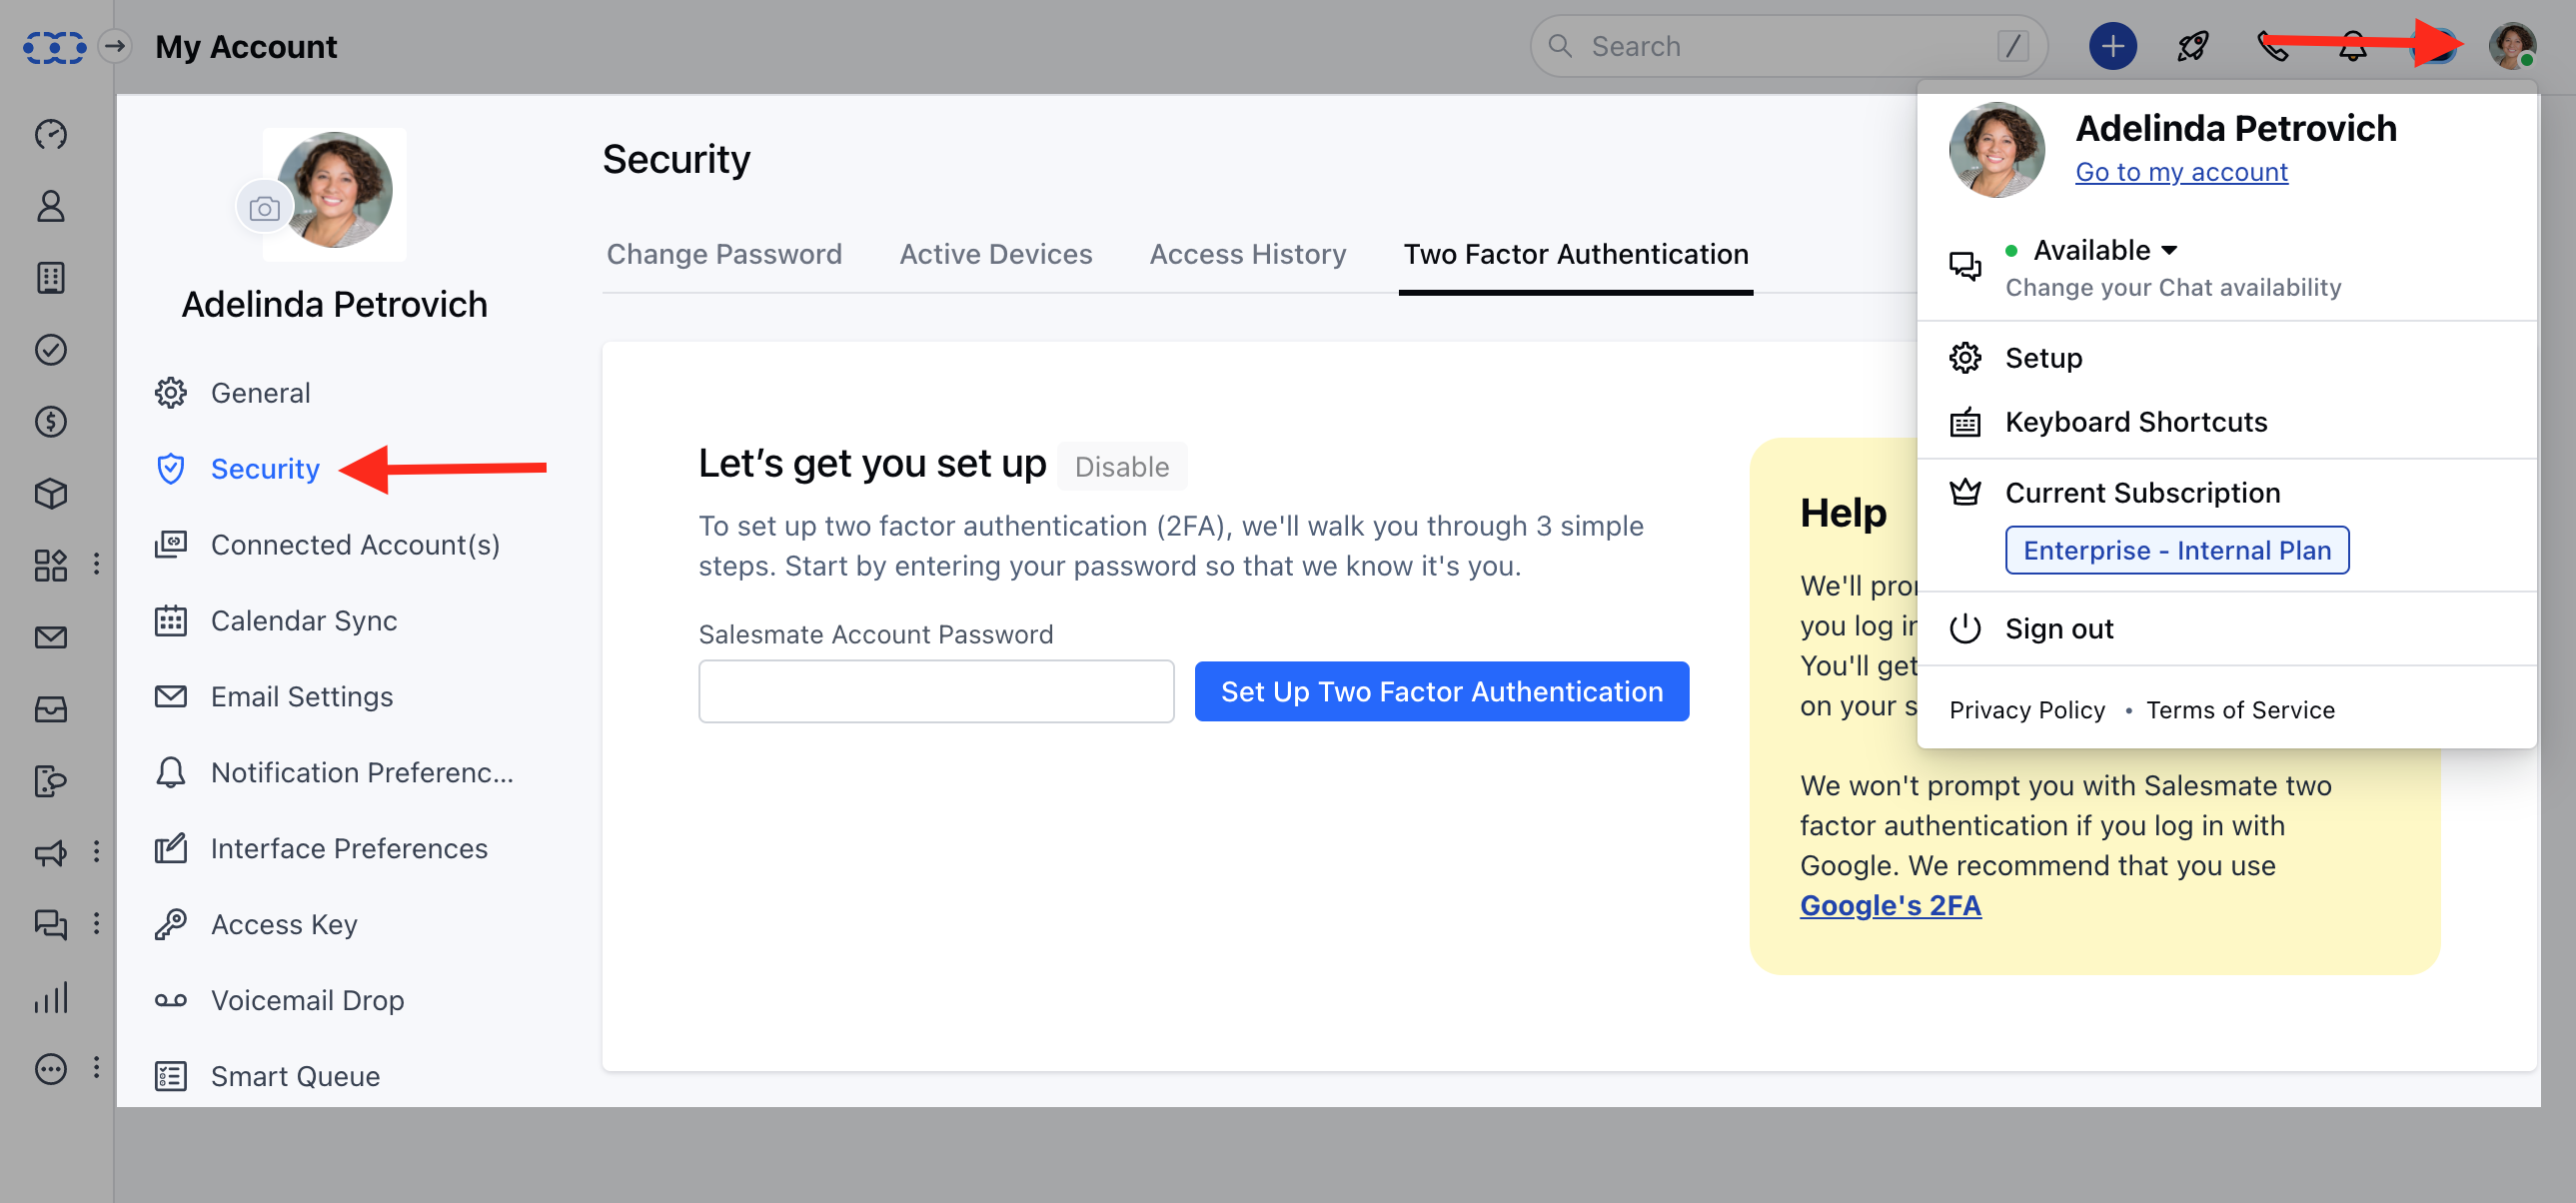 My Account
Search
/
Adelinda Petrovich
General
Security
Connected Account(s)
Calendar Sync
Email Settings
Notification Preferenc...
Interface Preferences
Access Key
Voicemail Drop
Smart Queue
Security
Change Password
Active Devices
Access History
Two Factor Authentication
Let's get you set up
Disable
To set up two factor authentication (2FA), we'll walk you through 3 simple
steps. Start by entering your password so that we know it's you.
Salesmate Account Password
Set Up Two Factor Authentication
Help
We'll
you log
You'll get
on your
We won't prompt you with Salesmate two
factor authentication if you log in with
Google. We recommend that you use
Google's 2FA
Adelinda Petrovich
Go to my account
Available
Change your Chat availability
Setup
Keyboard Shortcuts
Current Subscription
Enterprise - Internal Plan
Sign out
Privacy Policy • Terms of Service